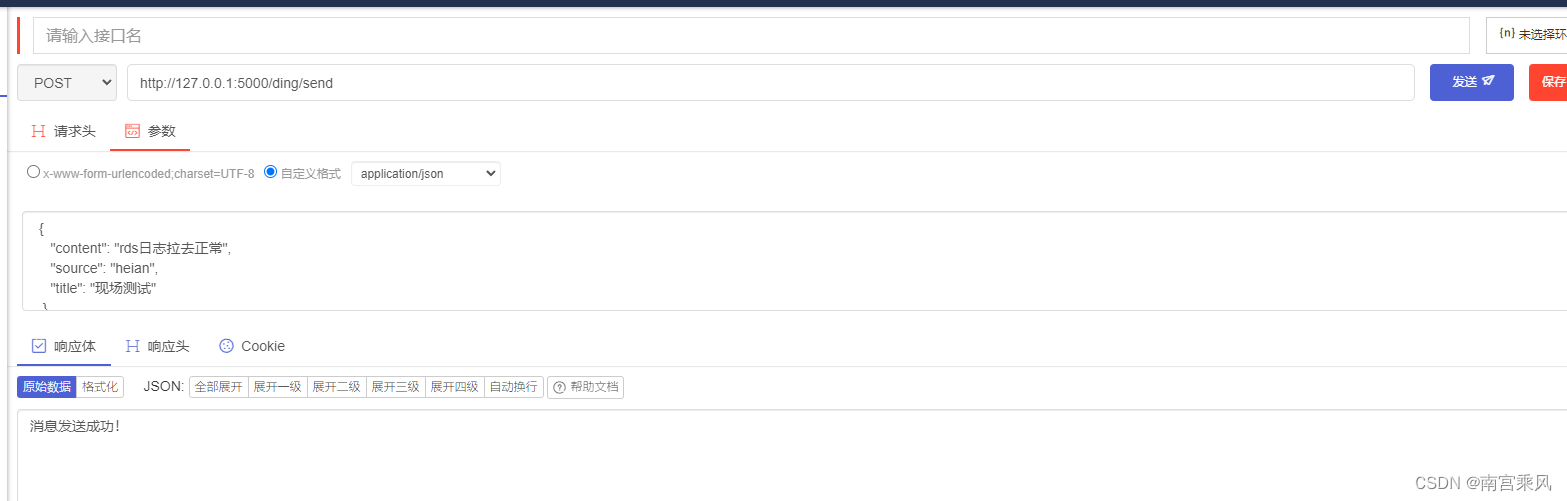 请输入接口名
{n} 未选择环
POST http://127.0.0.1:5000/ding/send 发送 保存
请求头 参数
x-www-form-urlencoded;charset=UTF-8 自定义格式 application/json
{
"content": "rds日志拉去正常",
"source": "heian",
"title": "现场测试"
}
响应体 响应头 Cookie
原始数据 格式化 JSON: 全部展开 展开一级 展开二级 展开三级 展开四级 自动换行 帮助文档
消息发送成功!
CSDN @南宫乘风